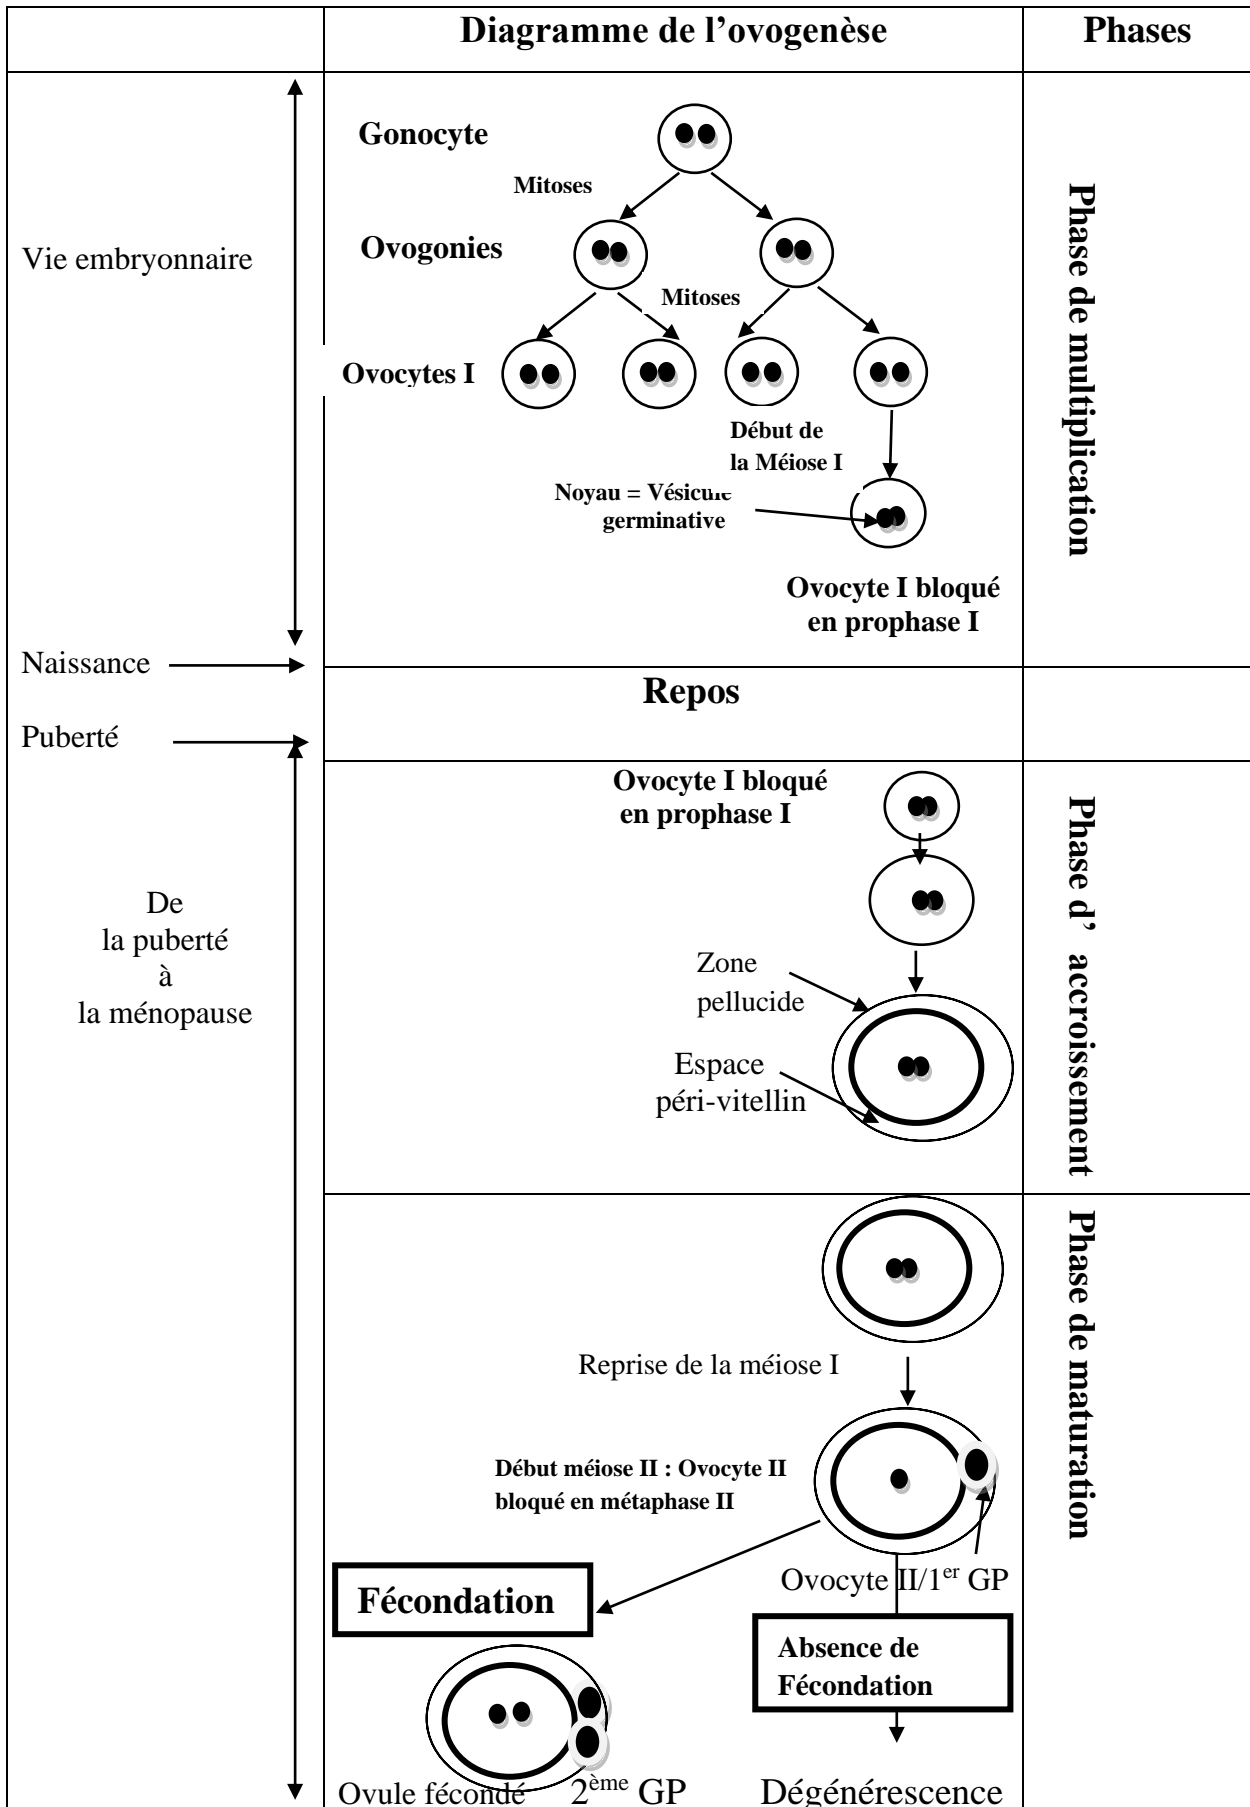 Diagramme de l’ovogenèse
Phases
Gonocyte
Mitoses
Ovogonies
Vie embryonnaire
Mitoses
Ovocytes I
Début de
la Méiose I
Noyau = Vésicule
germinative
Ovocyte I bloqué
en prophase I
Phase de multiplication
Naissance
Repos
Puberté
Ovocyte I bloqué
en prophase I
De
la puberté
à
la ménopause
Zone
pellucide
Espace
péri-vitellin
Phase d’ accroissement
Reprise de la méiose I
Début méiose II : Ovocyte II
bloqué en métaphase II
Ovocyte II/1er GP
Phase de maturation
Fécondation
Absence de
Fécondation
Ovule fécondé
2ème GP
Dégénérescence